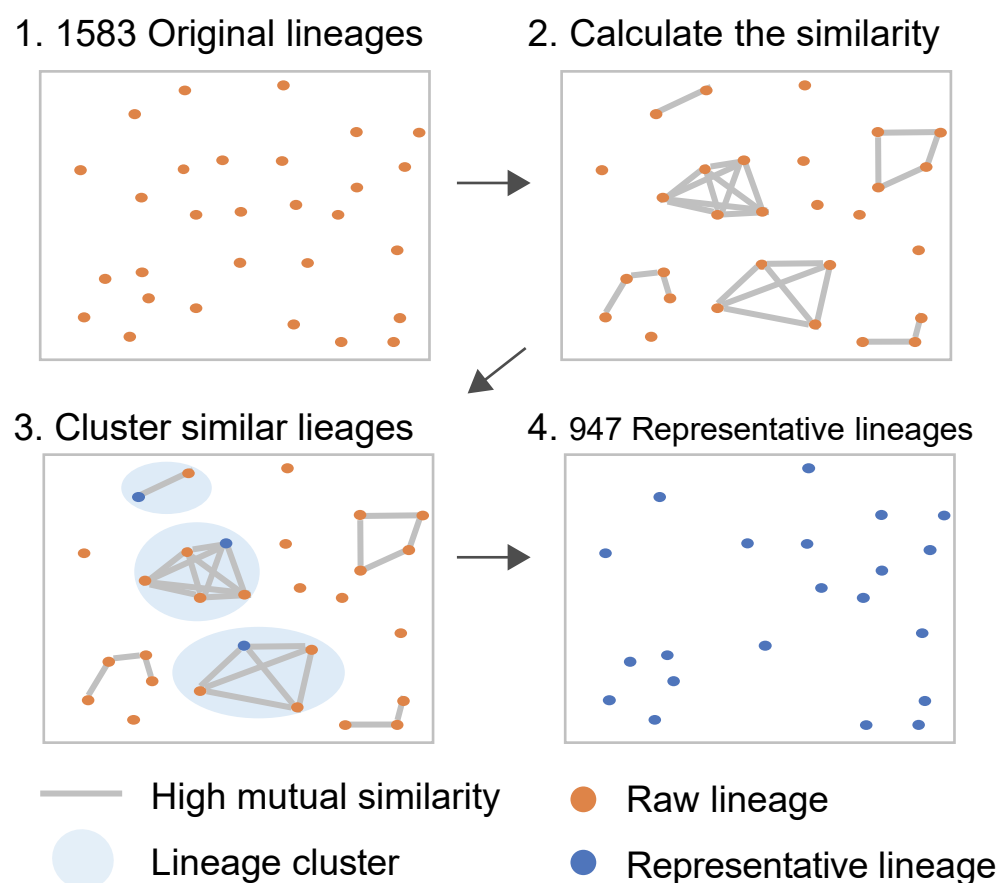 1. 1583 Original lineages
2. Calculate the similarity
3. Cluster similar lieages
4. 947 Representative lineages
High mutual similarity
Raw lineage
Lineage cluster
Representative lineage